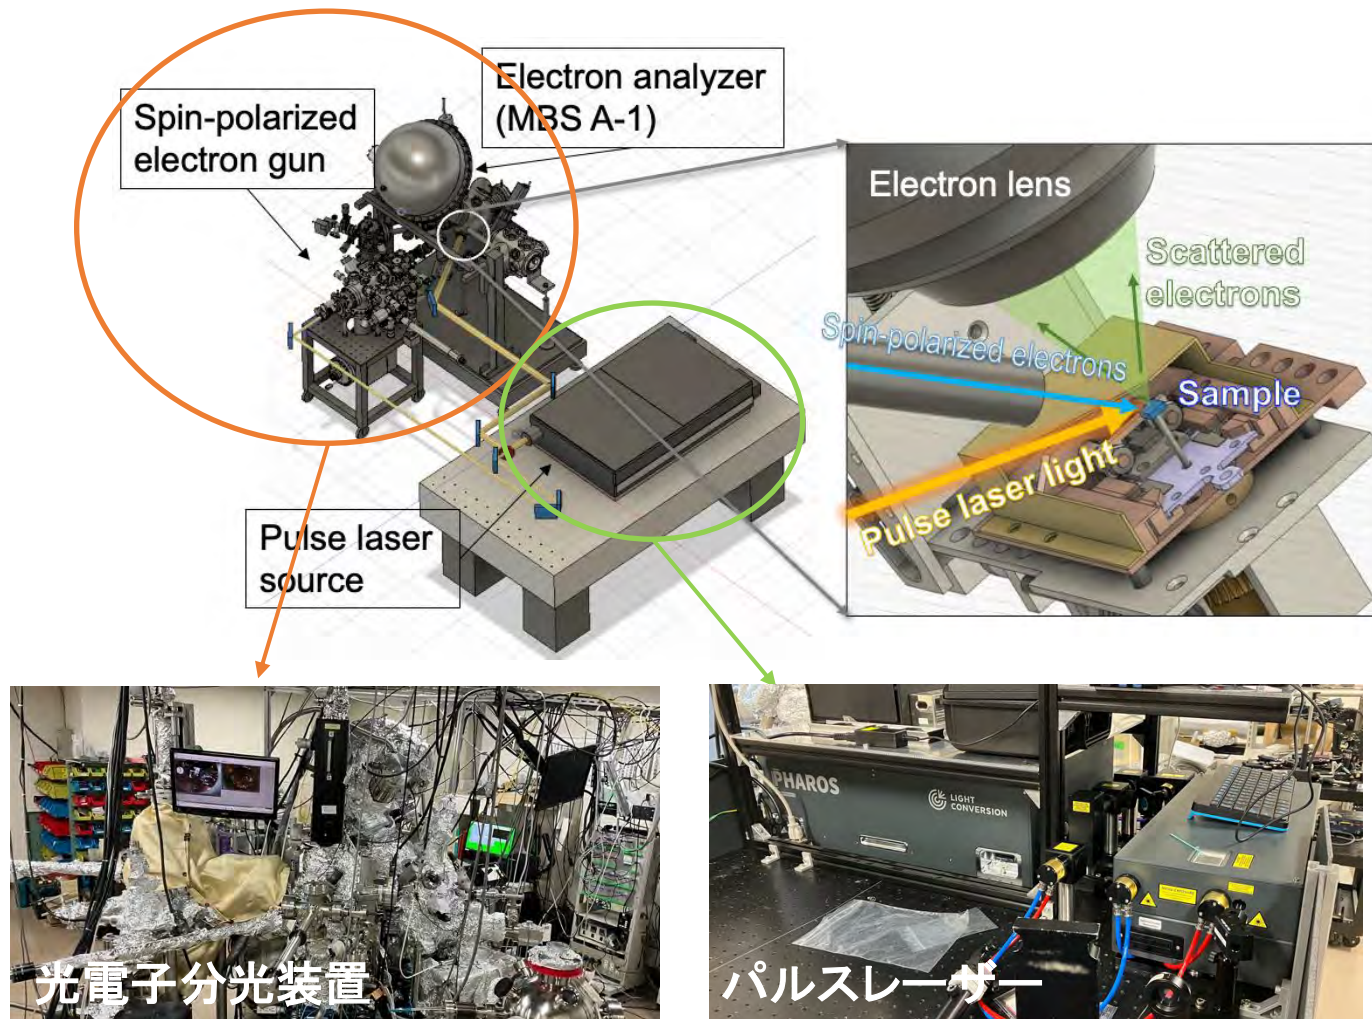 Spin-polarized
electron gun
Electron analyzer
(MBS A-1)
Electron lens
Scattered
electrons
Spin-polarized electrons
Sample
Pulse laser light
Pulse laser
source
光電子分光装置
PHAROS
LIGHT
CONVERSION
パルスレーザー